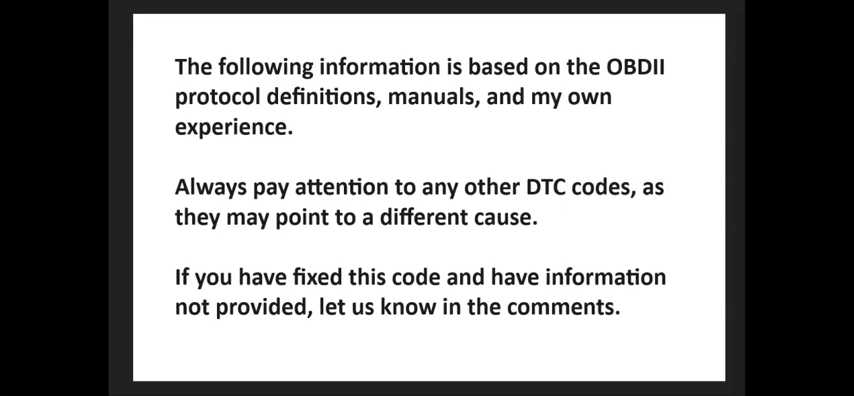 The following information is based on the OBDII
protocol definitions, manuals, and my own
experience.
Always pay attention to any other DTC codes, as
they may point to a different cause.
If you have fixed this code and have information
not provided, let us know in the comments.